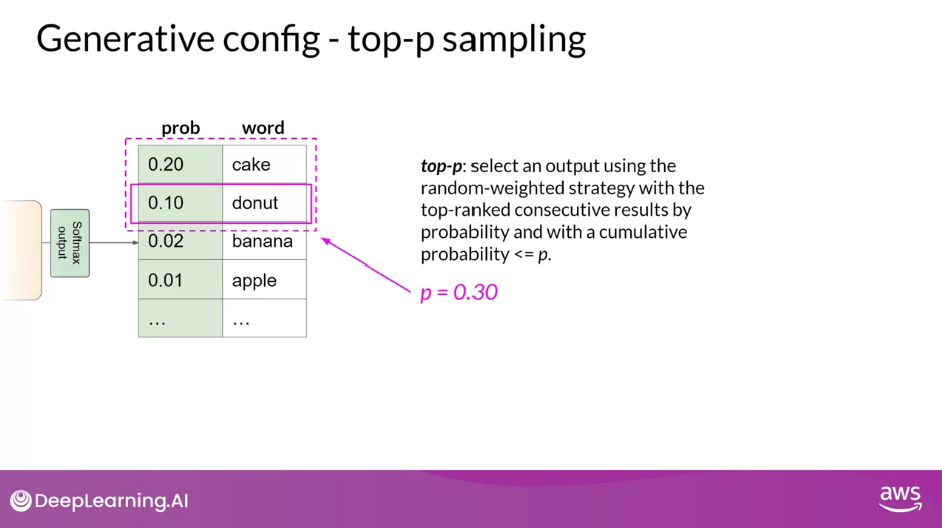 Generative config - top-p sampling
prob word
0.20 cake
0.10 donut
0.02 banana
0.01 apple
... ...
Softmax
output
top-p: select an output using the
random-weighted strategy with the
top-ranked consecutive results by
probability and with a cumulative
probability <= p.
p = 0.30
DeepLearning.AI
aws